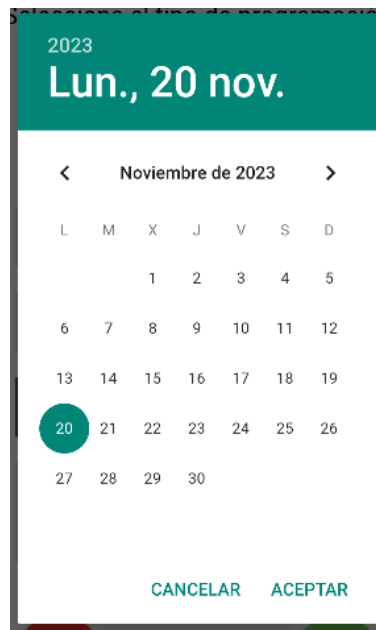 2023
Lun., 20 nov.
Noviembre de 2023
L M X J V S D
1 2 3 4 5
6 7 8 9 10 11 12
13 14 15 16 17 18 19
20 21 22 23 24 25 26
27 28 29 30
CANCELAR ACEPTAR